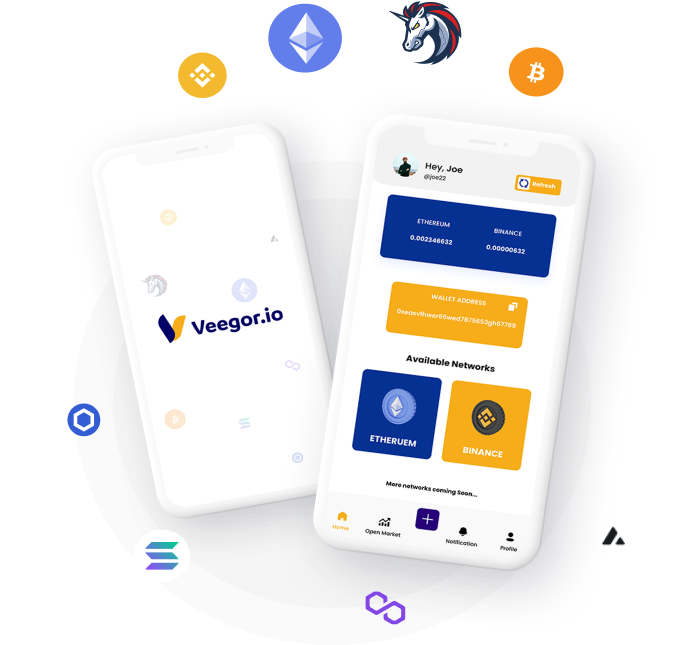 Veegor.io
Hey, Joe
@joe22
Refresh
ETHEREUM
BINANCE
0.002346632
0.00000632
WALLET ADDRESS
Available Networks
ETHERUEM
BINANCE
More networks coming Soon...
Home
Open Market
Notification
Profile